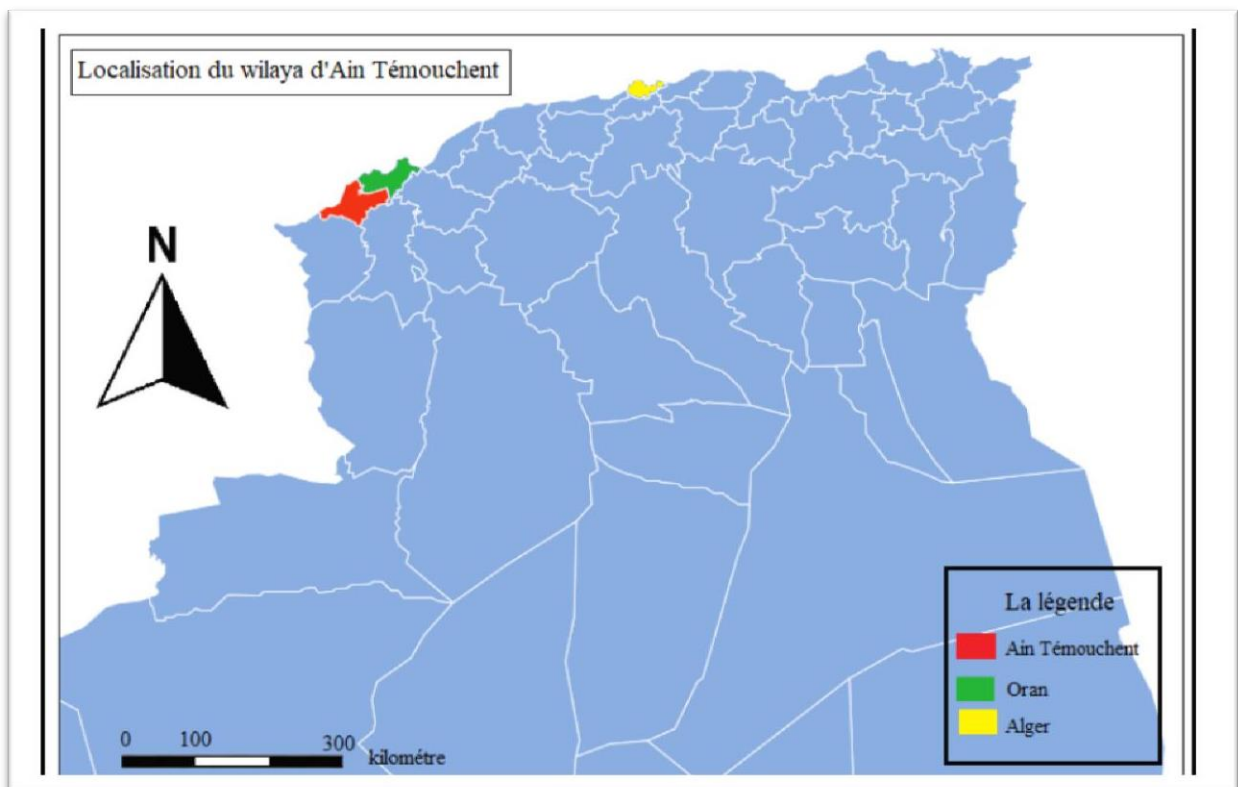 Localisation du wilaya d'Ain Témouchent
N
La légende
Ain Témouchent
Oran
Alger
0 100 300
kilométre